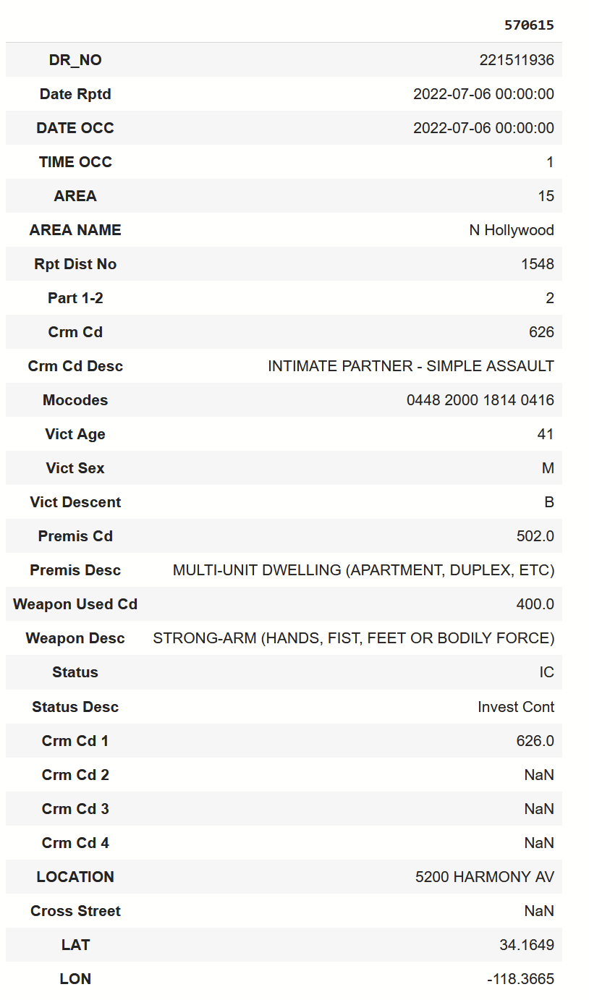 570615
DR_NO 221511936
Date Rptd 2022-07-06 00:00:00
DATE OCC 2022-07-06 00:00:00
TIME OCC 1
AREA 15
AREA NAME N Hollywood
Rpt Dist No 1548
Part 1-2 2
Crm Cd 626
Crm Cd Desc INTIMATE PARTNER - SIMPLE ASSAULT
Mocodes 0448 2000 1814 0416
Vict Age 41
Vict Sex M
Vict Descent B
Premis Cd 502.0
Premis Desc MULTI-UNIT DWELLING (APARTMENT, DUPLEX, ETC)
Weapon Used Cd 400.0
Weapon Desc STRONG-ARM (HANDS, FIST, FEET OR BODILY FORCE)
Status IC
Status Desc Invest Cont
Crm Cd 1 626.0
Crm Cd 2 NaN
Crm Cd 3 NaN
Crm Cd 4 NaN
LOCATION 5200 HARMONY AV
Cross Street NaN
LAT 34.1649
LON -118.3665